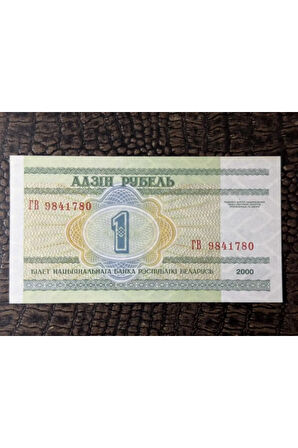 АДЗІН РУБЕЛЬ
ГВ 9841780
1
ГВ 9841780
БІЛЕТ НАЦЫЯНАЛЬНАГА БАНКА РЭСПУБЛІКІ БЕЛАРУСЬ
2000